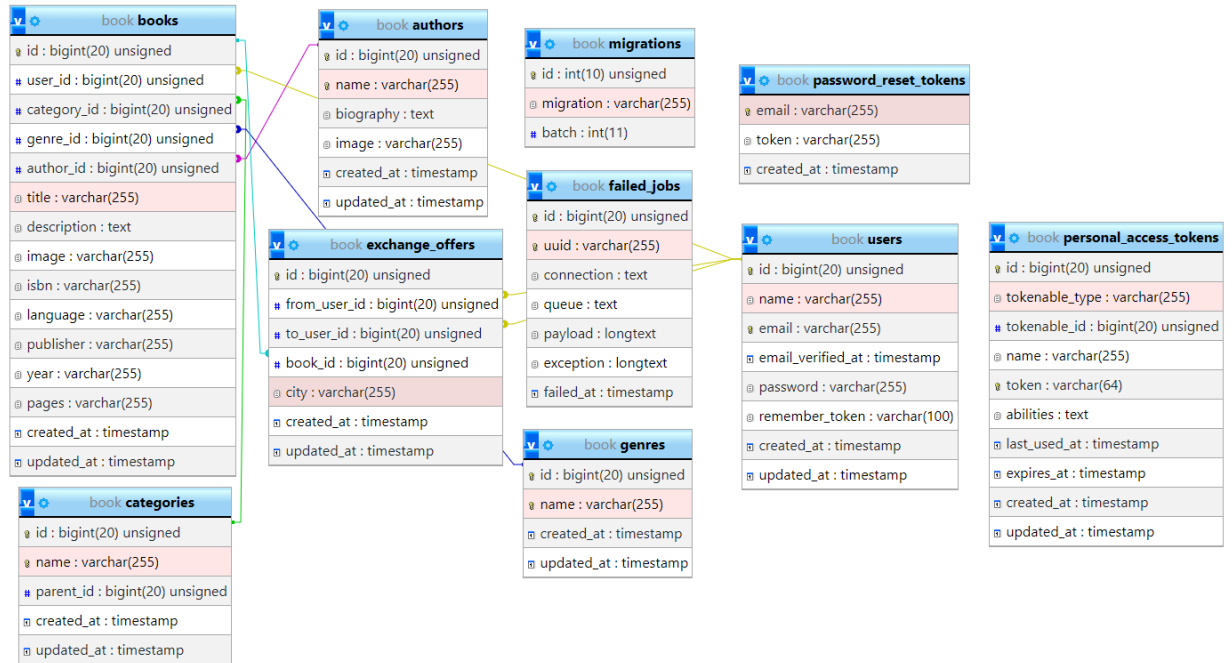 book books
id : bigint(20) unsigned
user_id : bigint(20) unsigned
category_id : bigint(20) unsigned
genre_id : bigint(20) unsigned
author_id : bigint(20) unsigned
title : varchar(255)
description : text
image : varchar(255)
isbn : varchar(255)
language : varchar(255)
publisher : varchar(255)
year : varchar(255)
pages : varchar(255)
created_at : timestamp
updated_at : timestamp
book categories
id : bigint(20) unsigned
name : varchar(255)
parent_id : bigint(20) unsigned
created_at : timestamp
updated_at : timestamp
book authors
id : bigint(20) unsigned
name : varchar(255)
biography : text
image : varchar(255)
created_at : timestamp
updated_at : timestamp
book exchange_offers
id : bigint(20) unsigned
from_user_id : bigint(20) unsigned
to_user_id : bigint(20) unsigned
book_id : bigint(20) unsigned
city : varchar(255)
created_at : timestamp
updated_at : timestamp
book migrations
id : int(10) unsigned
migration : varchar(255)
batch : int(11)
book failed_jobs
id : bigint(20) unsigned
uuid : varchar(255)
connection : text
queue : text
payload : longtext
exception : longtext
failed_at : timestamp
book genres
id : bigint(20) unsigned
name : varchar(255)
created_at : timestamp
updated_at : timestamp
book password_reset_tokens
email : varchar(255)
token : varchar(255)
created_at : timestamp
book users
id : bigint(20) unsigned
name : varchar(255)
email : varchar(255)
email_verified_at : timestamp
password : varchar(255)
remember_token : varchar(100)
created_at : timestamp
updated_at : timestamp
book personal_access_tokens
id : bigint(20) unsigned
tokenable_type : varchar(255)
tokenable_id : bigint(20) unsigned
name : varchar(255)
token : varchar(64)
abilities : text
last_used_at : timestamp
expires_at : timestamp
created_at : timestamp
updated_at : timestamp